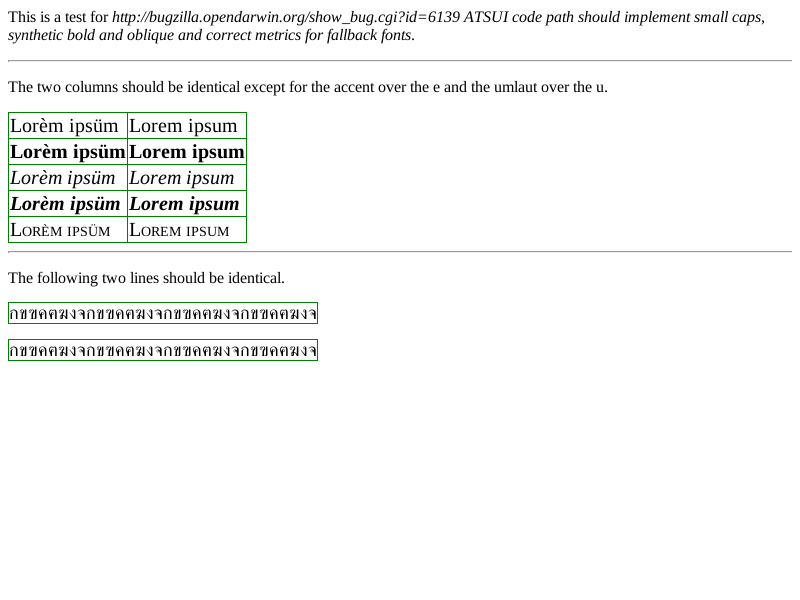 This is a test for http://bugzilla.opendarwin.org/show_bug.cgi?id=6139 ATSUI code path should implement small caps,
synthetic bold and oblique and correct metrics for fallback fonts.
The two columns should be identical except for the accent over the e and the umlaut over the u.
Lorèm ipsüm Lorem ipsum
Lorèm ipsüm Lorem ipsum
Lorèm ipsüm Lorem ipsum
Lorèm ipsüm Lorem ipsum
Lorèm ipsüm Lorem ipsum
The following two lines should be identical.
กขฃคฅฆงจกขฃคฅฆงจกขฃคฅฆงจกขฃคฅฆงจ
กขฃคฅฆงจกขฃคฅฆงจกขฃคฅฆงจกขฃคฅฆงจ